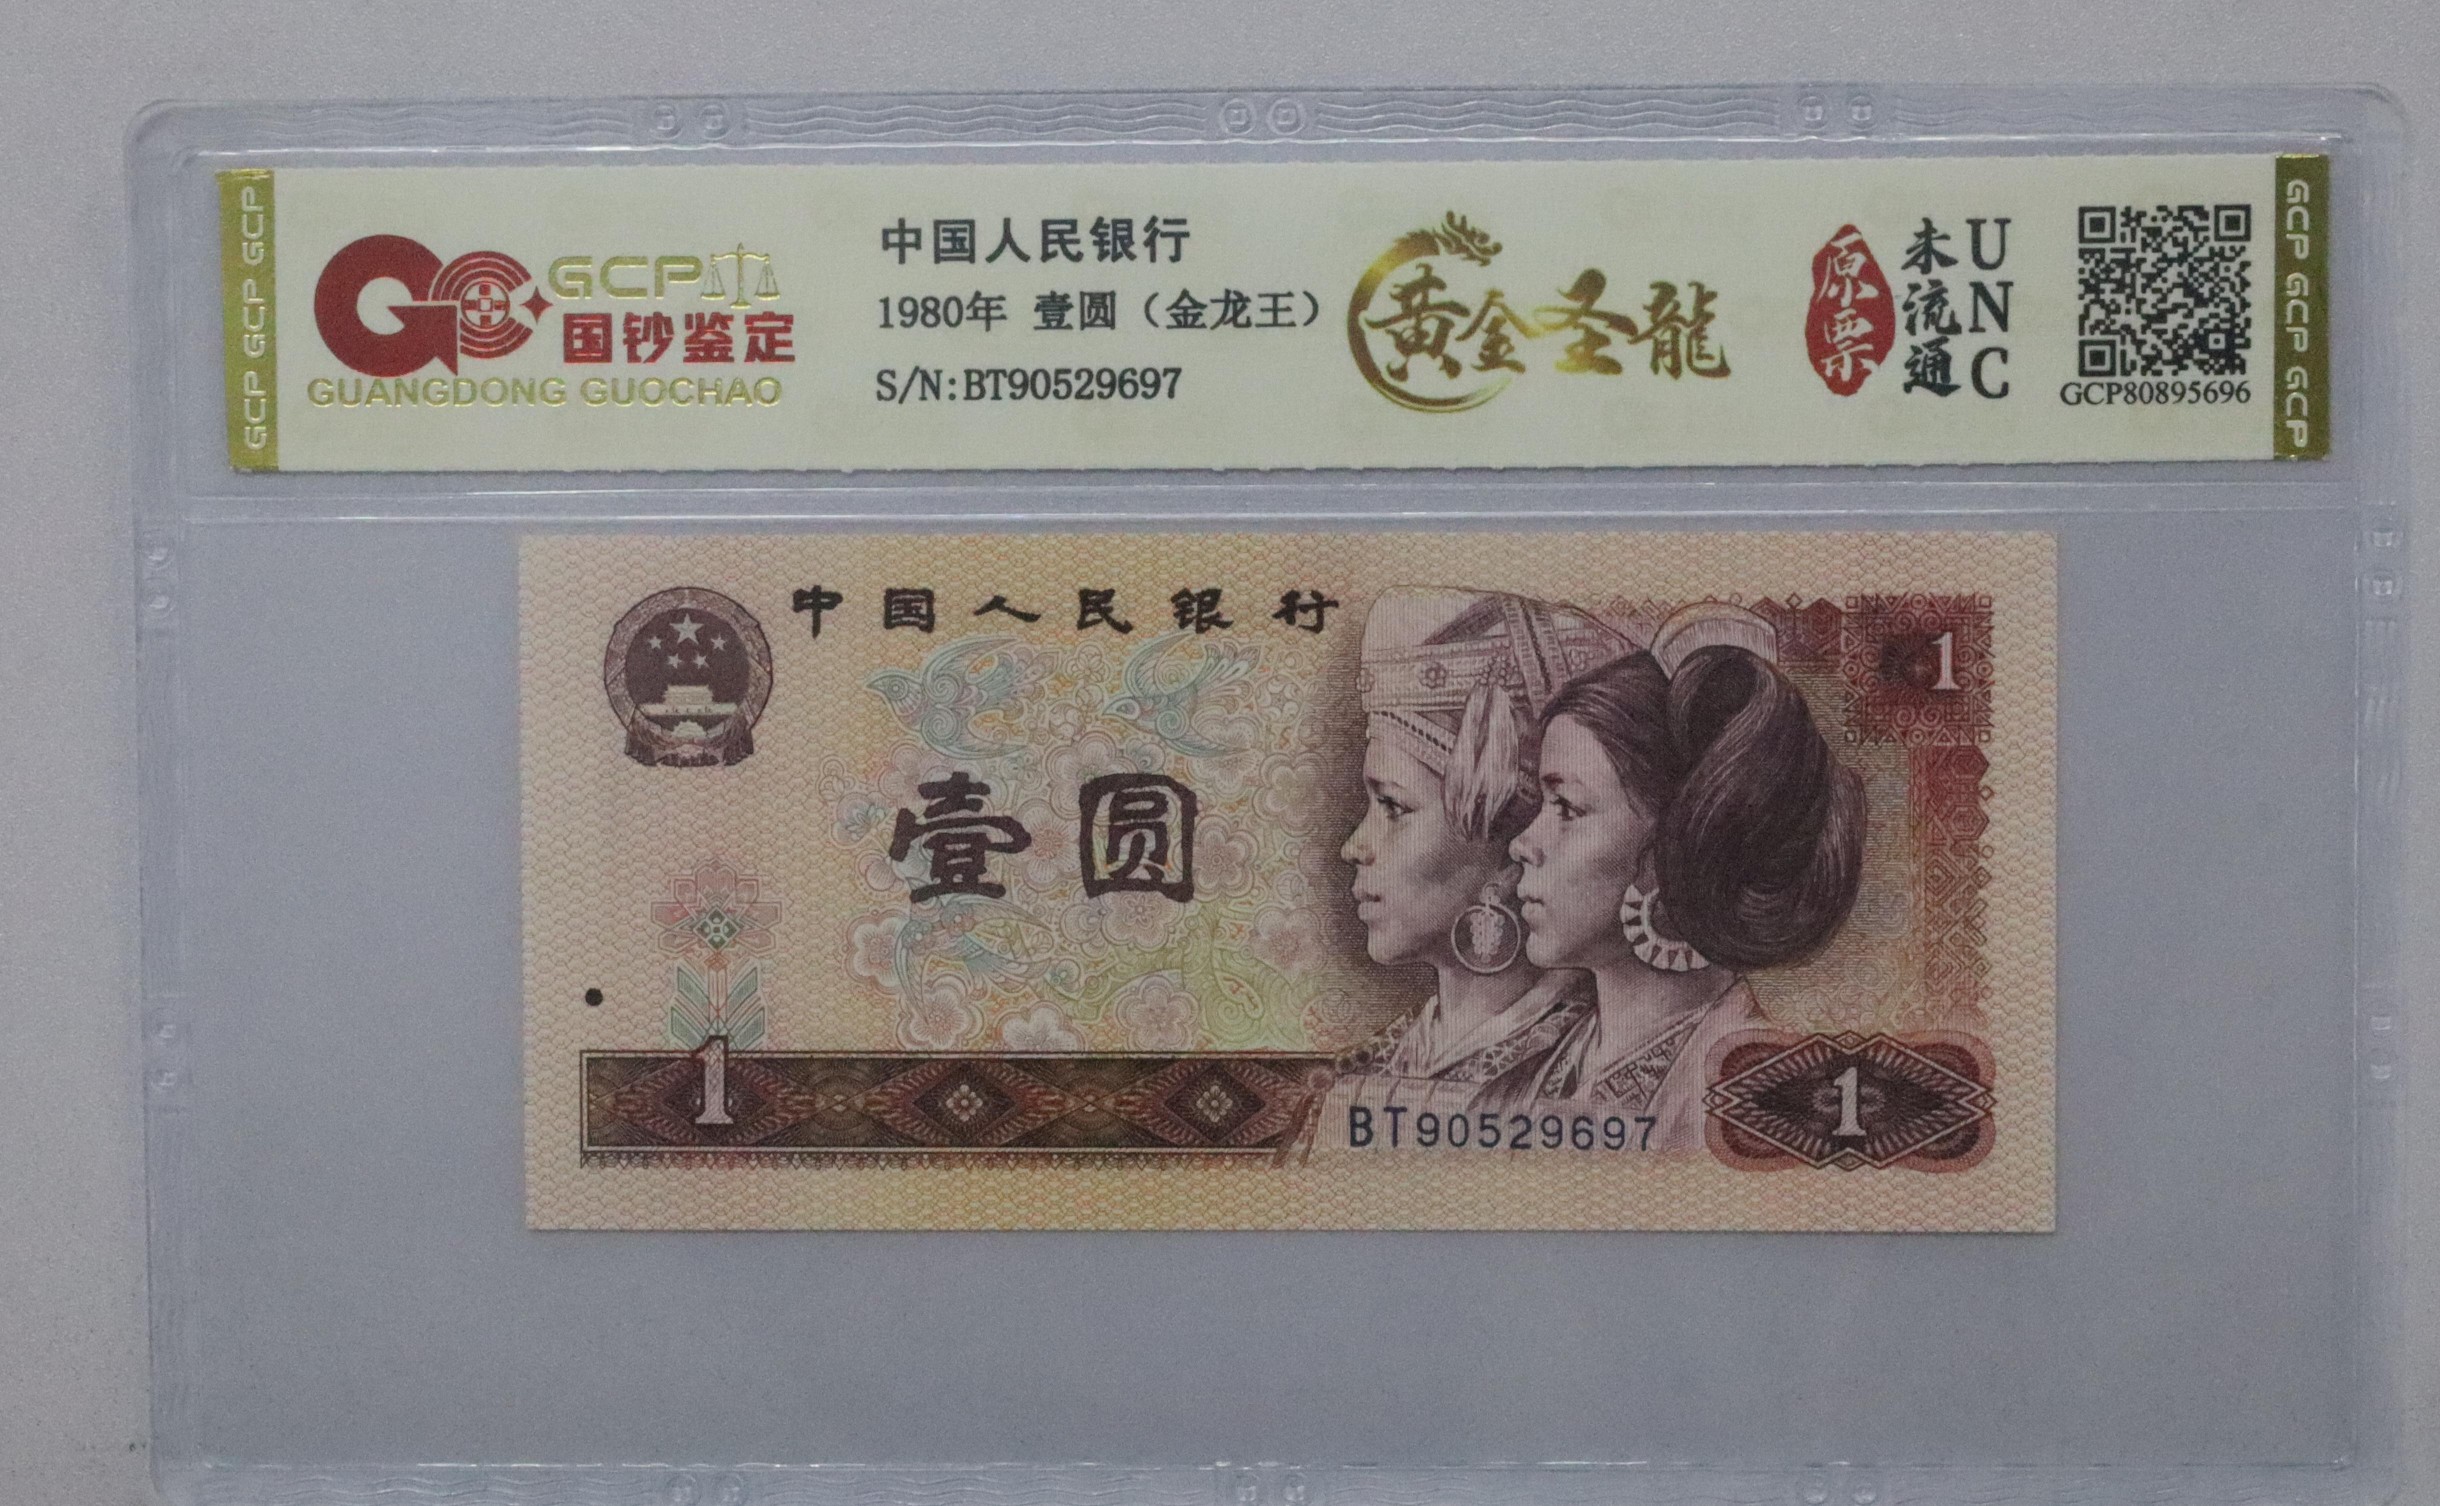 GCP GCP GCP
GCP
国钞鉴定
GUANGDONG GUOCHAO
中国人民银行
1980年 壹圆（金龙王）
S/N:BT90529697
黄金圣龍
原票
未流通
UNC
GCP80895696
GCP GCP GCP
中国人民银行
1
壹圆
1
1
BT90529697